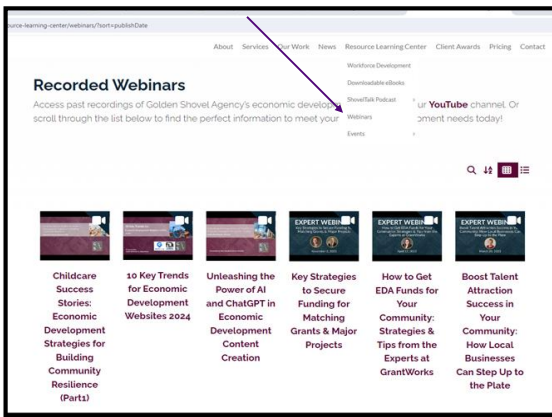 ource-learning-center/webinars/?sort=publishDate
About Services Our Work News Resource Learning Center Client Awards Pricing Contact
Workforce Development
Downloadable eBooks
ShovelTalk Podcast
Webinars
Events
Recorded Webinars
Access past recordings of Golden Shovel Agency's economic develop ur YouTube channel. Or
scroll through the list below to find the perfect information to meet your opment needs today!
EXPERT WEBIN
EXPERT WEBIN
EXPERT WEBIN
Childcare
Success
Stories:
Economic
Development
Strategies for
Building
Community
Resilience
(Part1)
10 Key Trends
for Economic
Development
Websites 2024
Unleashing the
Power of AI
and ChatGPT in
Economic
Development
Content
Creation
Key Strategies
to Secure
Funding for
Matching
Grants & Major
Projects
How to Get
EDA Funds for
Your
Community:
Strategies &
Tips from the
Experts at
GrantWorks
Boost Talent
Attraction
Success in
Your
Community:
How Local
Businesses
Can Step Up to
the Plate